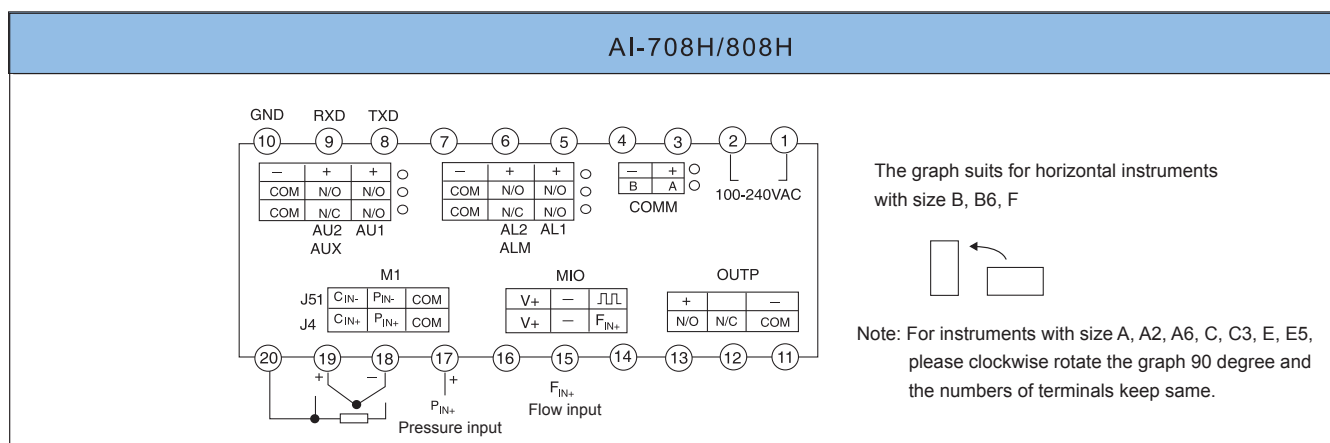 AI-708H/808H
GND RXD TXD
10 9 8 7 6 5 4 3 2 1
− + +
COM N/O N/O
COM N/C N/O
AU2 AU1
AUX
− + +
COM N/O N/O
COM N/C N/O
AL2 AL1
ALM
− +
B A
COMM
100-240VAC
M1
J51 CIN- PIN- COM
J4 CIN+ PIN+ COM
MIO
V+ −
V+ − FIN+
OUTP
+ −
N/O N/C COM
20 19 18 17 16 15 14 13 12 11
+ − +
PIN+
Pressure input
FIN+
Flow input
The graph suits for horizontal instruments
with size B, B6, F
Note: For instruments with size A, A2, A6, C, C3, E, E5,
please clockwise rotate the graph 90 degree and
the numbers of terminals keep same.